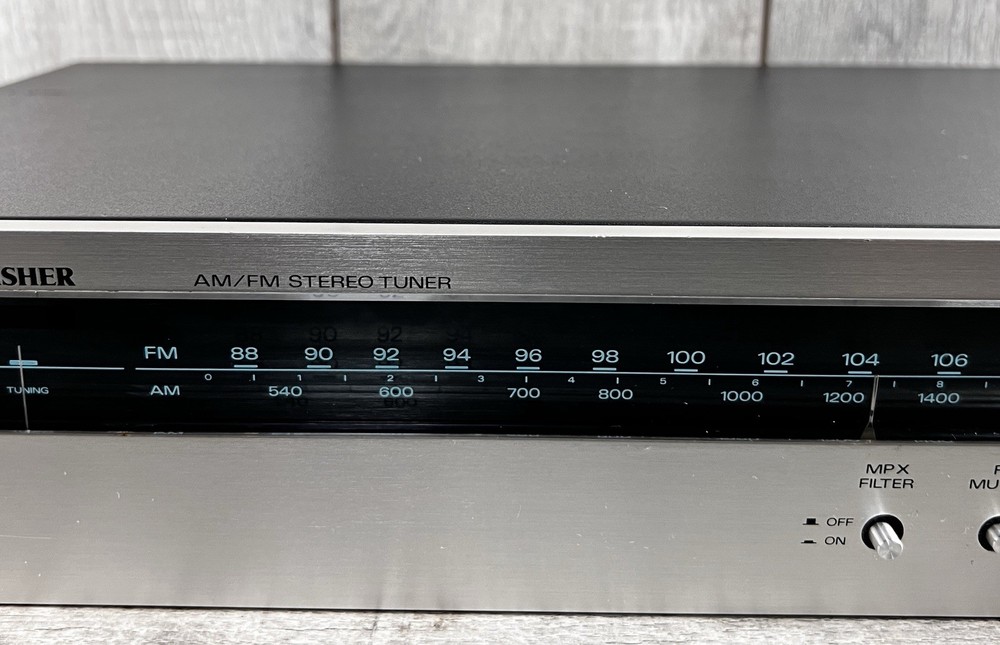 ISHER AM/FM STEREO TUNER
FM 88 90 92 94 96 98 100 102 104 106
0 1 2 3 4 5 6 7 8
TUNING AM 540 600 700 800 1000 1200 1400
MPX
FILTER
MU
OFF
ON